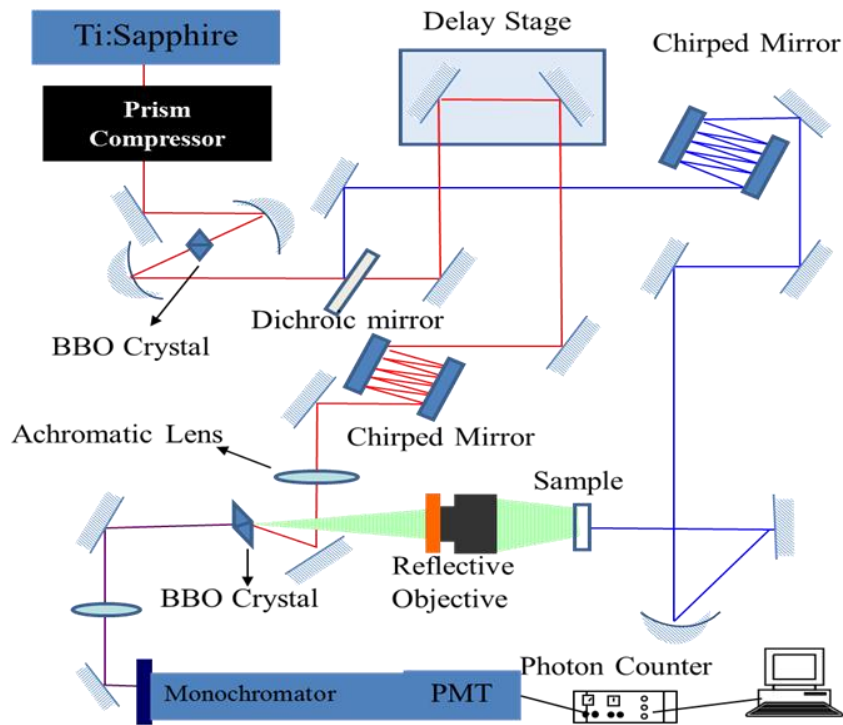 Ti:Sapphire
Delay Stage
Chirped Mirror
Prism
Compressor
Dichroic mirror
BBO Crystal
Achromatic Lens
Chirped Mirror
Sample
Reflective
Objective
BBO Crystal
Photon Counter
Monochromator
PMT